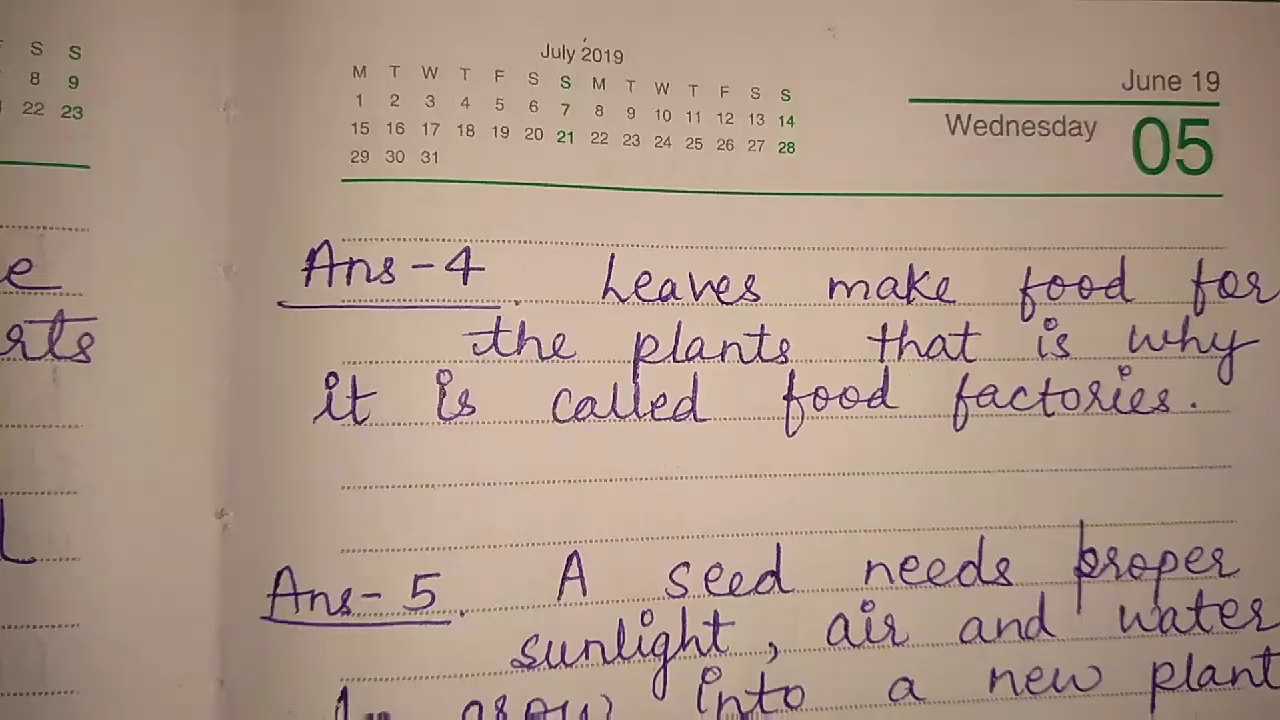 S S
8 9
22 23
e
rts
July 2019
M T W T F S S M T W T F S S
1 2 3 4 5 6 7 8 9 10 11 12 13 14
15 16 17 18 19 20 21 22 23 24 25 26 27 28
29 30 31
June 19
Wednesday 05
Ans-4. Leaves make food for
the plants that is why
it is called food factories.
Ans-5. A seed needs proper
sunlight, air and water
to grow into a new plant